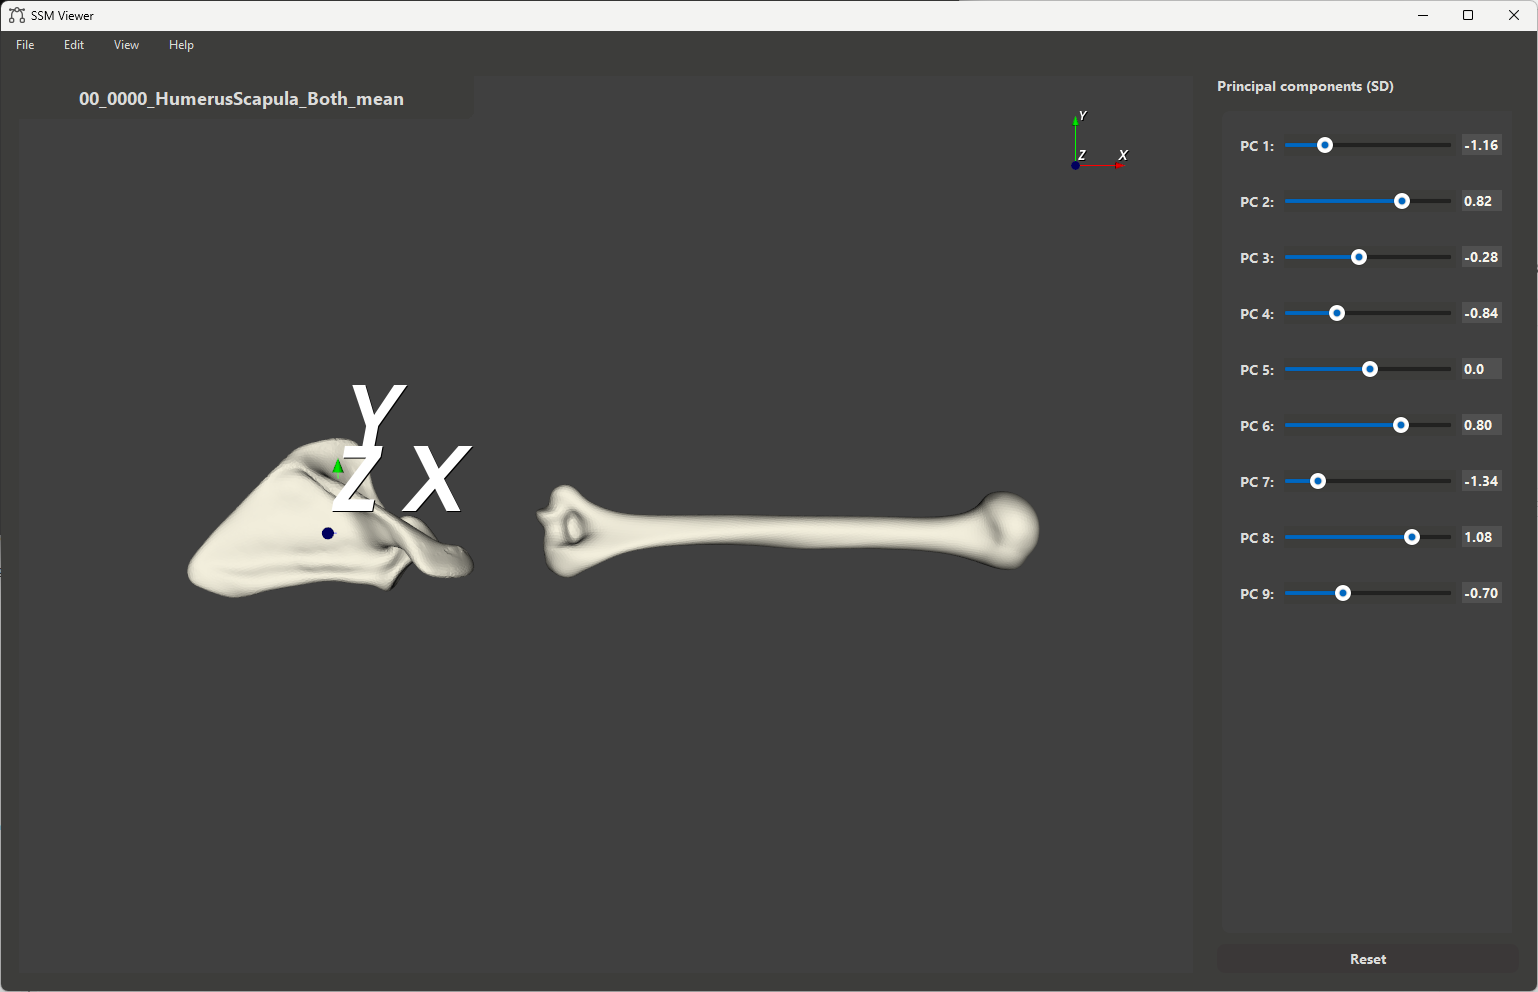 SSM Viewer
File Edit View Help
00_0000_HumerusScapula_Both_mean
Principal components (SD)
Y
Z X
Y
Z X
PC 1: -1.16
PC 2: 0.82
PC 3: -0.28
PC 4: -0.84
PC 5: 0.0
PC 6: 0.80
PC 7: -1.34
PC 8: 1.08
PC 9: -0.70
Reset